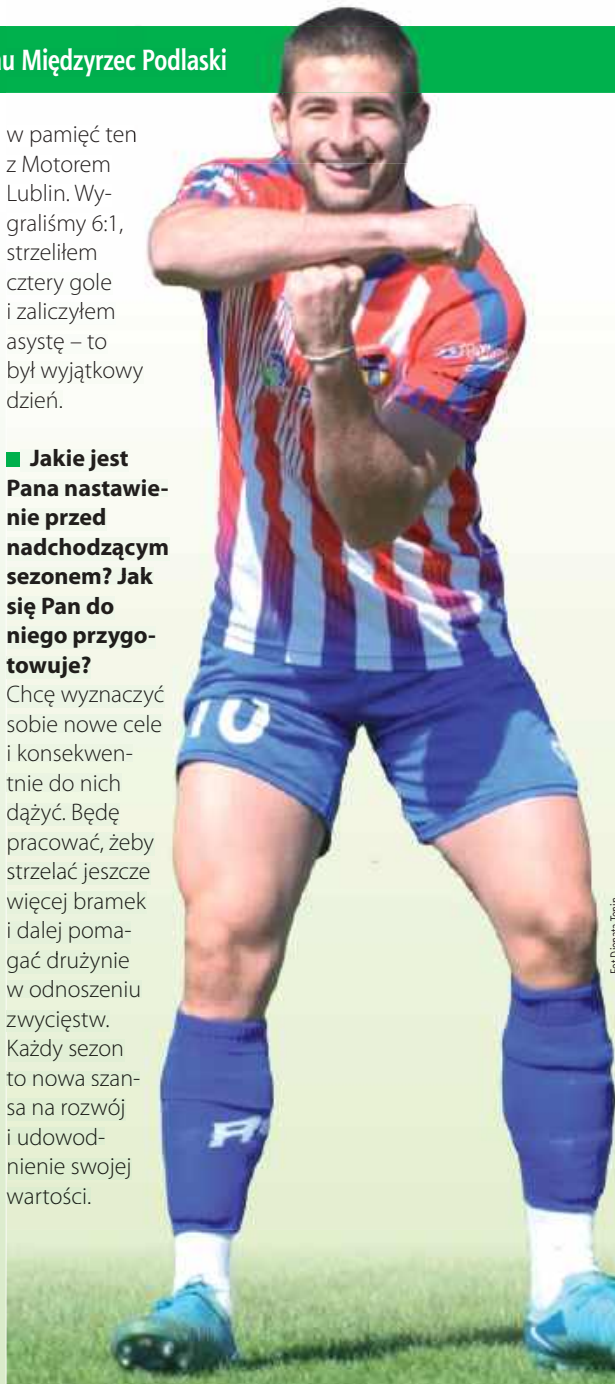 u Międzyrzec Podlaski
w pamięć ten
z Motorem
Lublin. Wy-
graliśmy 6:1,
strzeliłem
cztery gole
i zaliczyłem
asystę – to
był wyjątkowy
dzień.
■ Jakie jest
Pana nastawie-
nie przed
nadchodzącym
sezonem? Jak
się Pan do
niego przygo-
towuje?
Chcę wyznaczyć
sobie nowe cele
i konsekwen-
tnie do nich
dążyć. Będę
pracować, żeby
strzelać jeszcze
więcej bramek
i dalej poma-
gać drużynie
w odnoszeniu
zwycięstw.
Każdy sezon
to nowa szan-
sa na rozwój
i udowod-
nienie swojej
wartości.
10